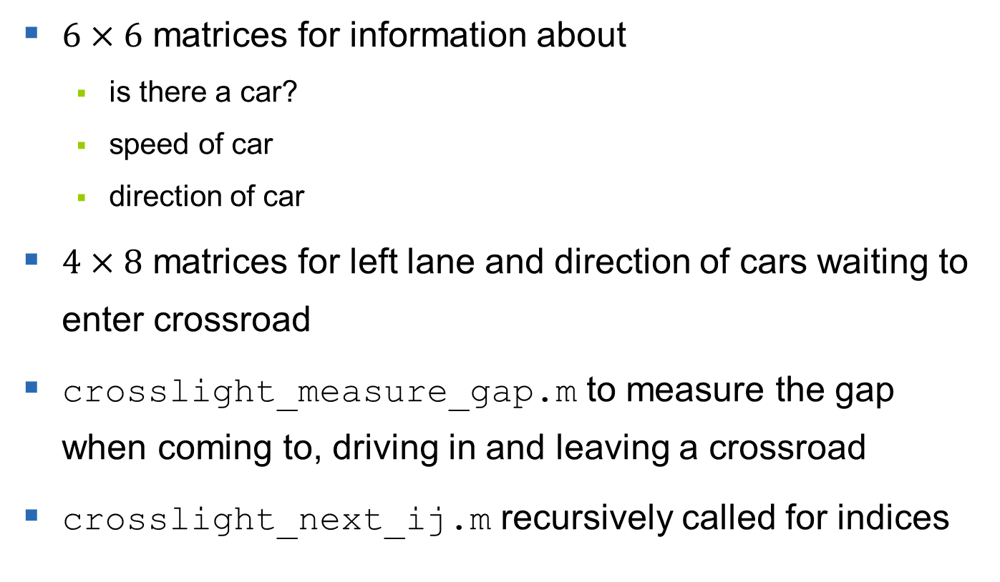 6 × 6 matrices for information about
is there a car?
speed of car
direction of car
4 × 8 matrices for left lane and direction of cars waiting to
enter crossroad
crosslight_measure_gap.m to measure the gap
when coming to, driving in and leaving a crossroad
crosslight_next_ij.m recursively called for indices